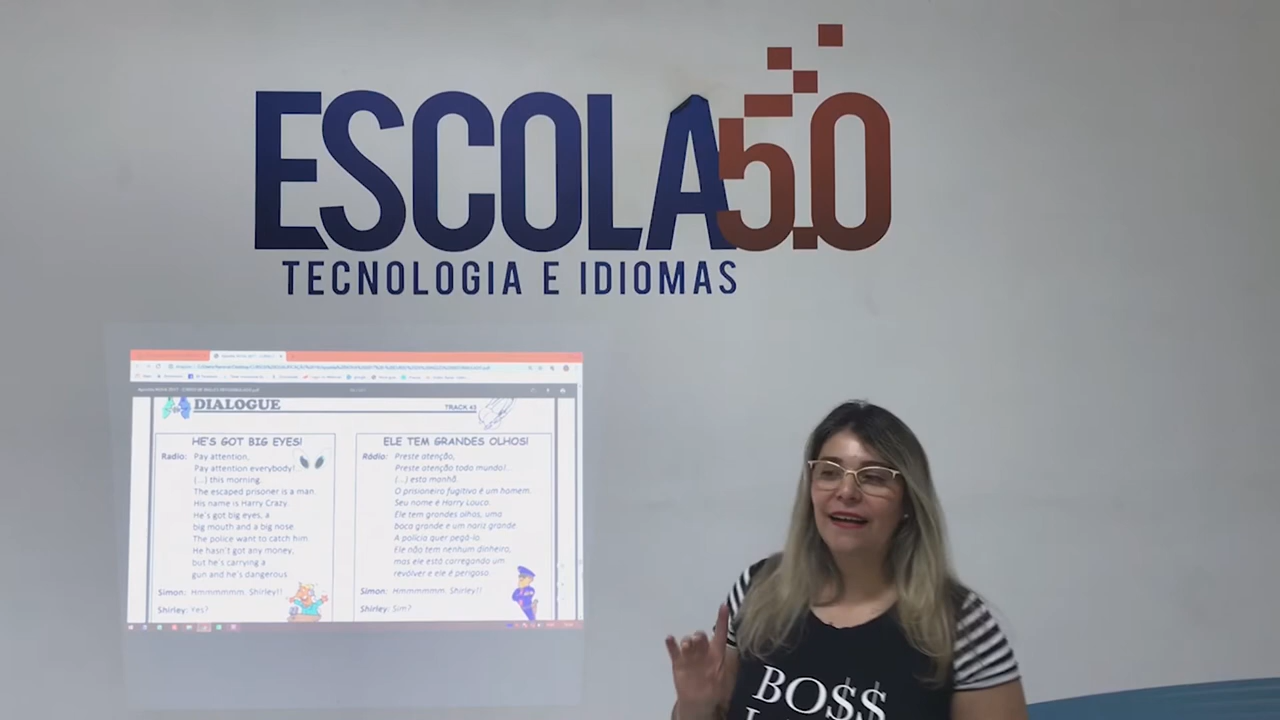 ESCOLA 5.0
TECNOLOGIA E IDIOMAS
DIALOGUE
TRACK 43
HE'S GOT BIG EYES!
Radio: Pay attention,
Pay attention everybody!
(...) this morning.
The escaped prisoner is a man.
His name is Harry Crazy.
He's got big eyes, a
big mouth and a big nose
The police want to catch him
He hasn't got any money,
but he's carrying a
gun and he's dangerous
Simon: Hmmmmmm. Shirley!!
Shirley: Yes?
ELE TEM GRANDES OLHOS!
Rádio: Preste atenção,
Preste atenção todo mundo!
(...) esta manhã.
O prisioneiro fugitivo é um homem.
Seu nome é Harry Louco.
Ele tem grandes olhos, uma
boca grande e um nariz grande
A polícia quer pegá-lo.
Ele não tem nenhum dinheiro,
mas ele está carregando um
revólver e ele é perigoso.
Simon: Hmmmmmm. Shirley!!
Shirley: Sim?
BO$$